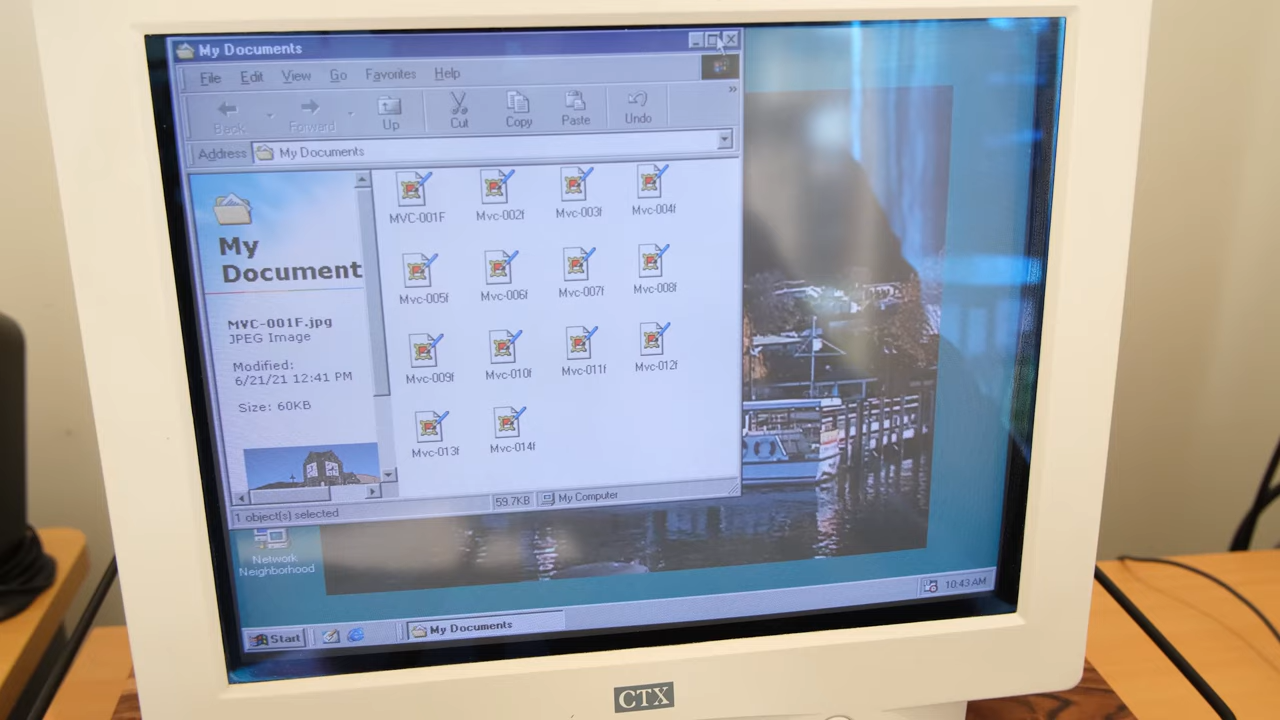 My Documents
File Edit View Go Favorites Help
Back Forward Up Cut Copy Paste Undo
Address My Documents
My
Document
MVC-001F.jpg
JPEG Image
Modified:
6/21/21 12:41 PM
Size: 60KB
MVC-001F Mvc-002f Mvc-003f Mvc-004f
Mvc-005f Mvc-006f Mvc-007f Mvc-008f
Mvc-009f Mvc-010f Mvc-011f Mvc-012f
Mvc-013f Mvc-014f
1 object(s) selected 59.7KB My Computer
Network
Neighborhood
Start My Documents 10:43 AM
CTX